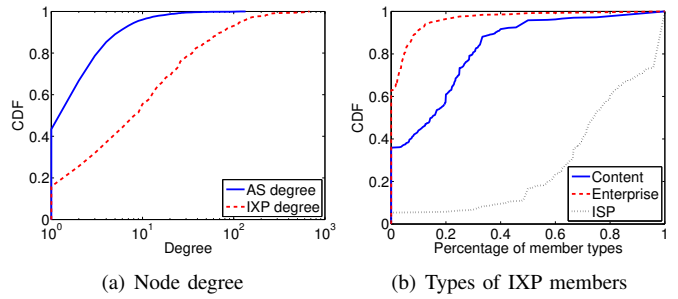 1
0.8
0.6
0.4
0.2
0
CDF
10^0
10^1
10^2
10^3
Degree
AS degree
IXP degree
(a) Node degree
1
0.8
0.6
0.4
0.2
0
CDF
0
0.2
0.4
0.6
0.8
1
Percentage of member types
Content
Enterprise
ISP
(b) Types of IXP members